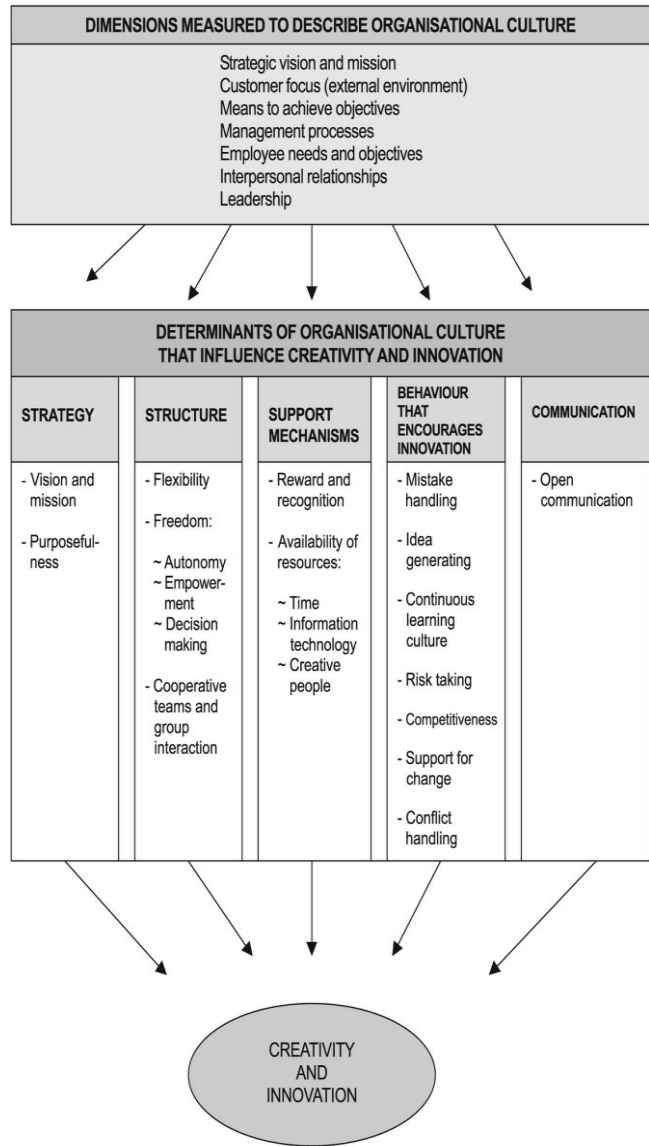 DIMENSIONS MEASURED TO DESCRIBE ORGANISATIONAL CULTURE
Strategic vision and mission
Customer focus (external environment)
Means to achieve objectives
Management processes
Employee needs and objectives
Interpersonal relationships
Leadership
DETERMINANTS OF ORGANISATIONAL CULTURE
THAT INFLUENCE CREATIVITY AND INNOVATION
STRATEGY
- Vision and
mission
- Purposeful-
ness
STRUCTURE
- Flexibility
- Freedom:
~ Autonomy
~ Empower-
ment
~ Decision
making
- Cooperative
teams and
group
interaction
SUPPORT
MECHANISMS
- Reward and
recognition
- Availability of
resources:
~ Time
~ Information
technology
~ Creative
people
BEHAVIOUR
THAT
ENCOURAGES
INNOVATION
- Mistake
handling
- Idea
generating
- Continuous
learning
culture
- Risk taking
- Competitiveness
- Support for
change
- Conflict
handling
COMMUNICATION
- Open
communication
CREATIVITY
AND
INNOVATION